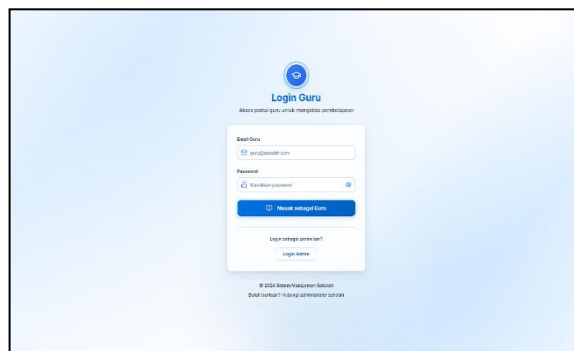 Login Guru
Akses portal guru untuk mengelola pembelajaran
Email Guru
guru@sekolah.com
Password
Masukkan password
Masuk sebagai Guru
Login sebagai peran lain?
Login Admin
© 2024 Sistem Manajemen Sekolah
Butuh bantuan? Hubungi administrator sekolah